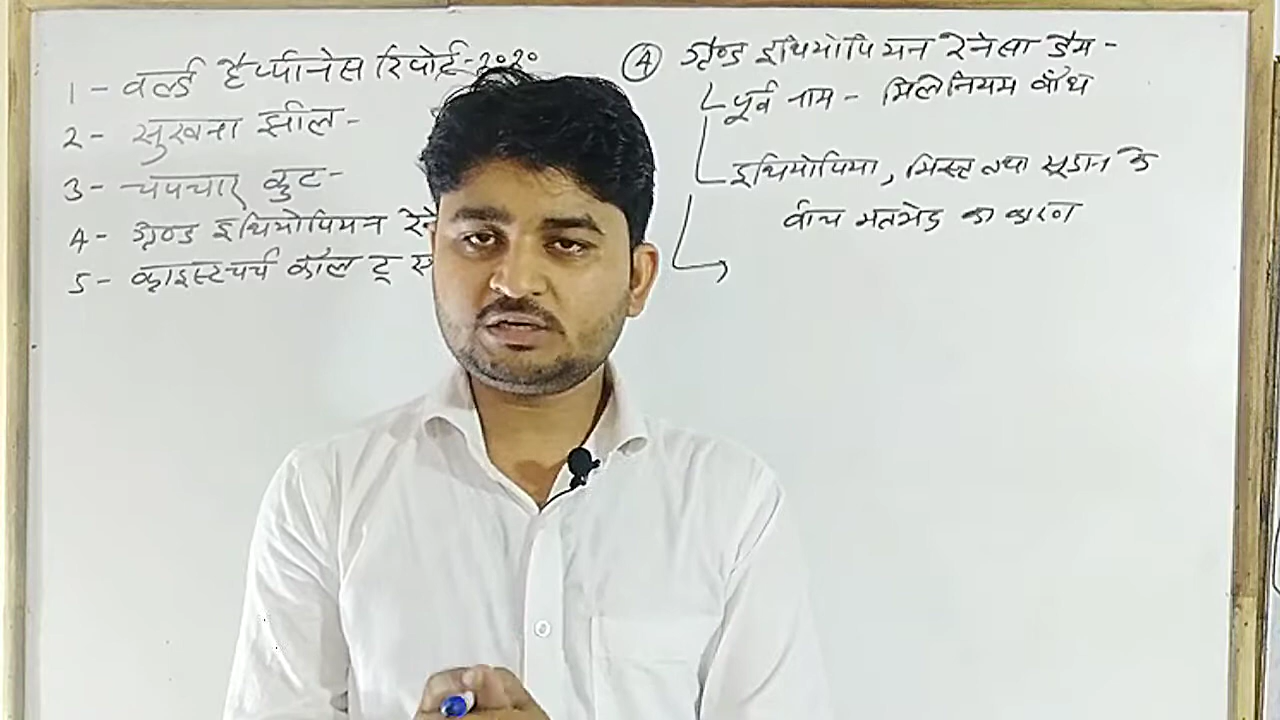 1 - वर्ल्ड हैप्पीनेस रिपोर्ट-२०२०
2 - सुखना झील -
3 - चपचार कुट -
4 - ग्रैण्ड इथियोपियन
5 - क्राइस्टचर्च कॉल टू
4 ग्रैण्ड इथियोपियन रेनेसा डैम -
पूर्व नाम - मिलेनियम बाँध
इथियोपिया, मिस्र तथा सूडान के
बीच मतभेद का कारण